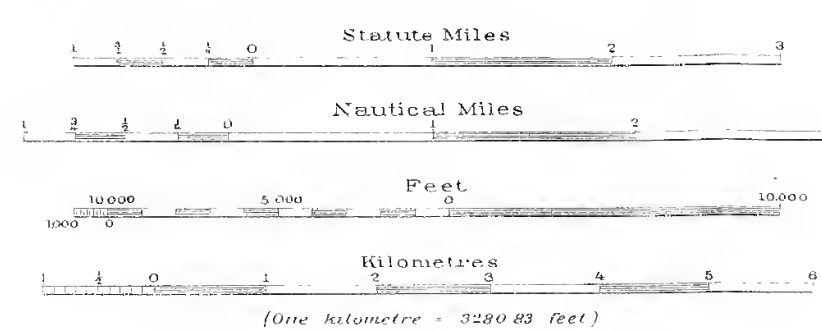 Statute Miles
1 3/4 1/2 1/4 0 1 2 3
Nautical Miles
1 3/4 1/2 1/4 0 1 2
Feet
10 000 5 000 0 10,000
1,000 0
Kilometres
1 1/2 0 1 2 3 4 5 6
(One kilometre = 3280 83 feet)